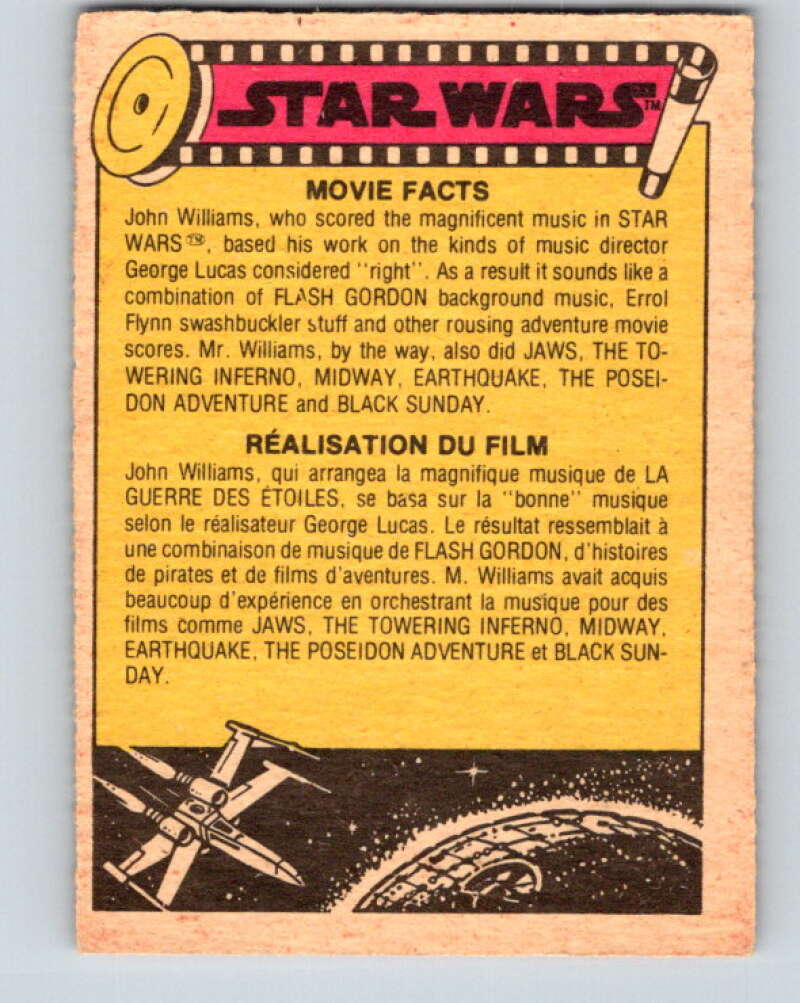 STAR WARS™
MOVIE FACTS
John Williams, who scored the magnificent music in STAR
WARS™, based his work on the kinds of music director
George Lucas considered "right". As a result it sounds like a
combination of FLASH GORDON background music, Errol
Flynn swashbuckler stuff and other rousing adventure movie
scores. Mr. Williams, by the way, also did JAWS, THE TO-
WERING INFERNO, MIDWAY, EARTHQUAKE, THE POSEI-
DON ADVENTURE and BLACK SUNDAY.
RÉALISATION DU FILM
John Williams, qui arrangea la magnifique musique de LA
GUERRE DES ÉTOILES, se basa sur la "bonne" musique
selon le réalisateur George Lucas. Le résultat ressemblait à
une combinaison de musique de FLASH GORDON, d'histoires
de pirates et de films d'aventures. M. Williams avait acquis
beaucoup d'expérience en orchestrant la musique pour des
films comme JAWS, THE TOWERING INFERNO, MIDWAY,
EARTHQUAKE, THE POSEIDON ADVENTURE et BLACK SUN-
DAY.